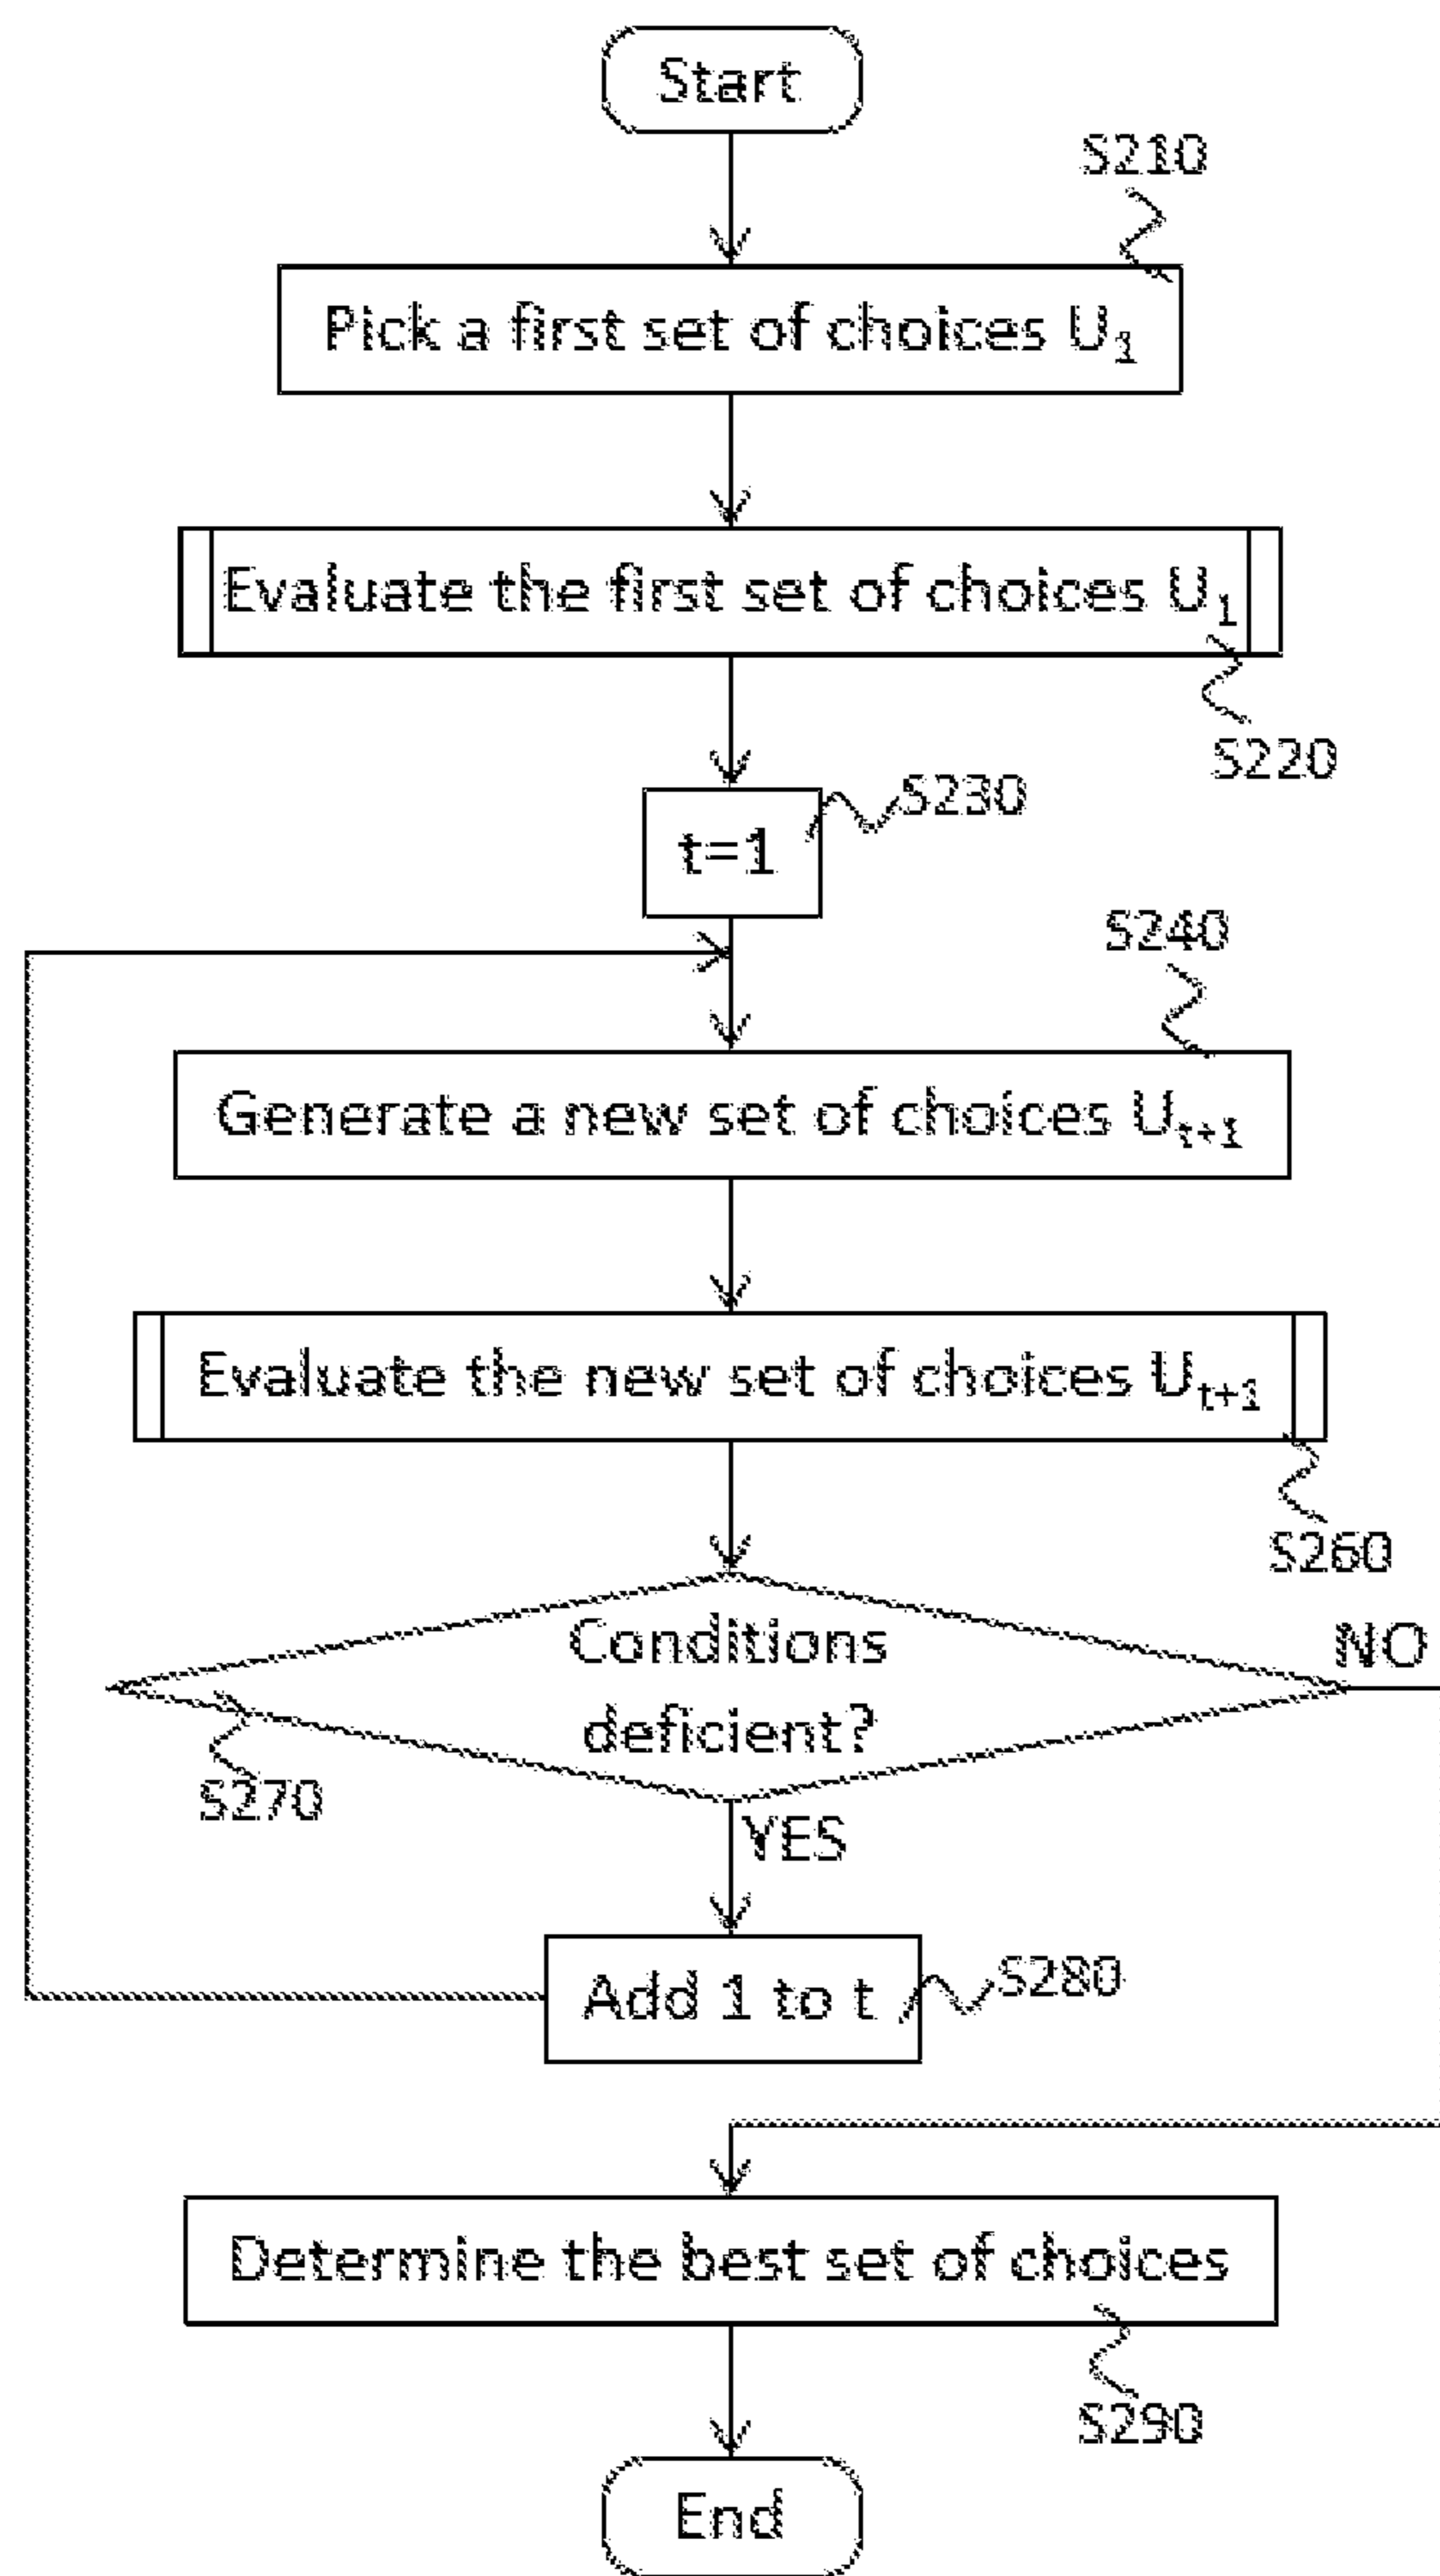 Start
S210
Pick a first set of choices U₁
Evaluate the first set of choices U₁
S220
S230
t=1
S240
Generate a new set of choices Uₜ₊₁
Evaluate the new set of choices Uₜ₊₁
S260
Conditions
deficient?
NO
S270
YES
Add 1 to t
S280
Determine the best set of choices
S290
End